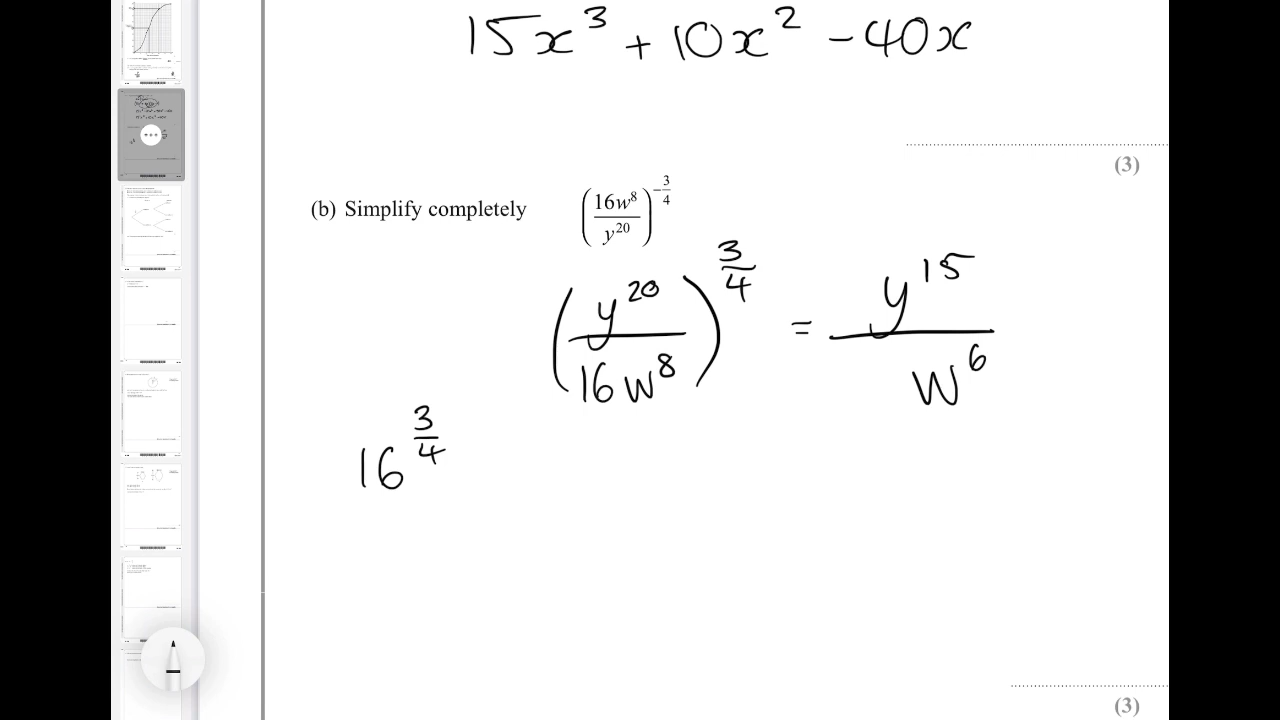 15x³ + 10x² - 40x
(3)
(b) Simplify completely (16w⁸/y²⁰)^(-3/4)
(y²⁰/16w⁸)^(3/4) = y¹⁵/w⁶
16^(3/4)
(3)